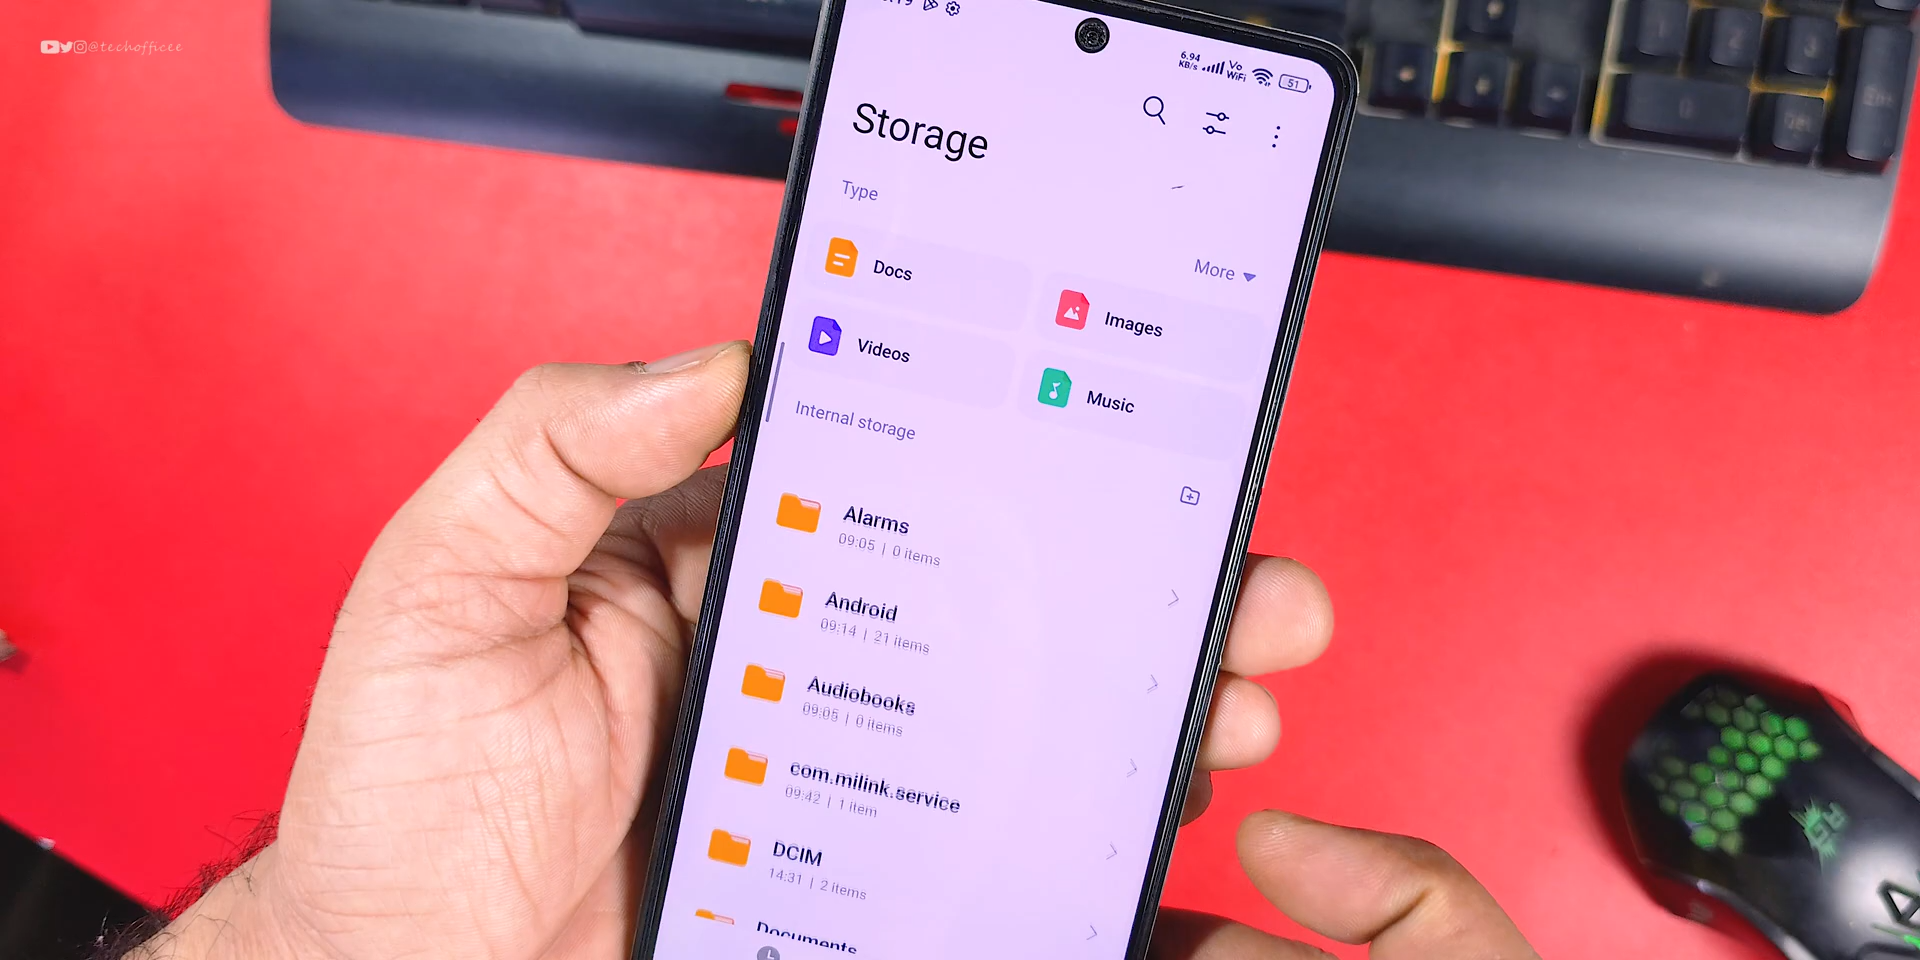 @techofficee
6.94
KB/s
Vo
WiFi
51
Storage
Type
More
Docs
Images
Videos
Music
Internal storage
Alarms
09:05 | 0 items
Android
09:14 | 21 items
Audiobooks
09:05 | 0 items
com.milink.service
09:42 | 1 item
DCIM
14:31 | 2 items
Documents